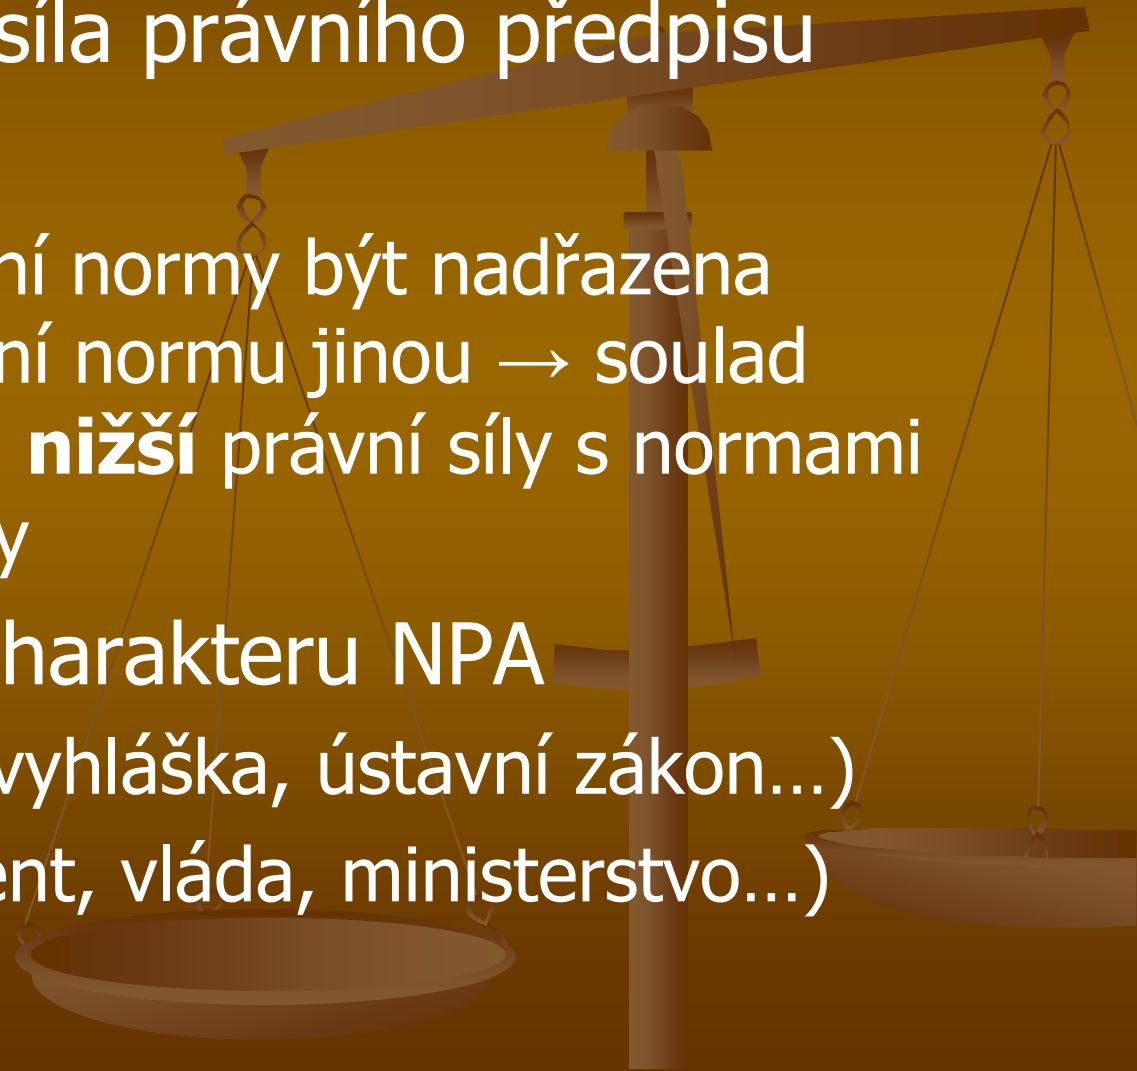 síla právního předpisu
ní normy být nadřazena
ní normu jinou → soulad
nižší právní síly s normami
y
harakteru NPA
vyhláška, ústavní zákon…)
ent, vláda, ministerstvo…)